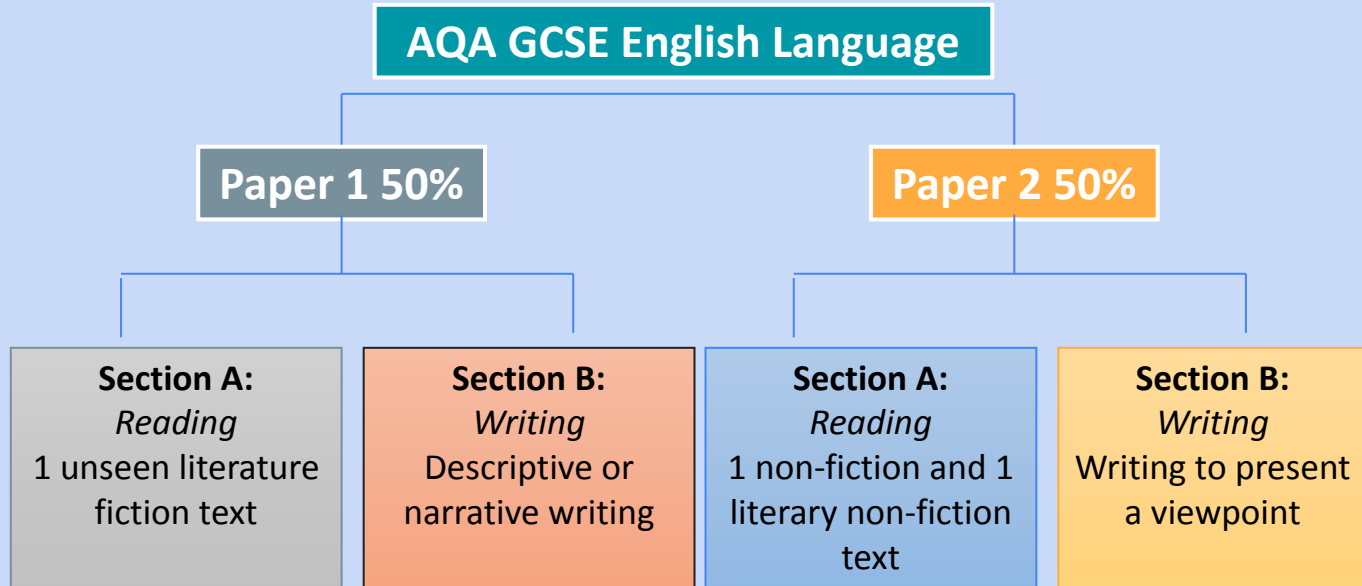 AQA GCSE English Language
Paper 1 50%
Paper 2 50%
Section A:
Reading
1 unseen literature
fiction text
Section B:
Writing
Descriptive or
narrative writing
Section A:
Reading
1 non-fiction and 1
literary non-fiction
text
Section B:
Writing
Writing to present
a viewpoint